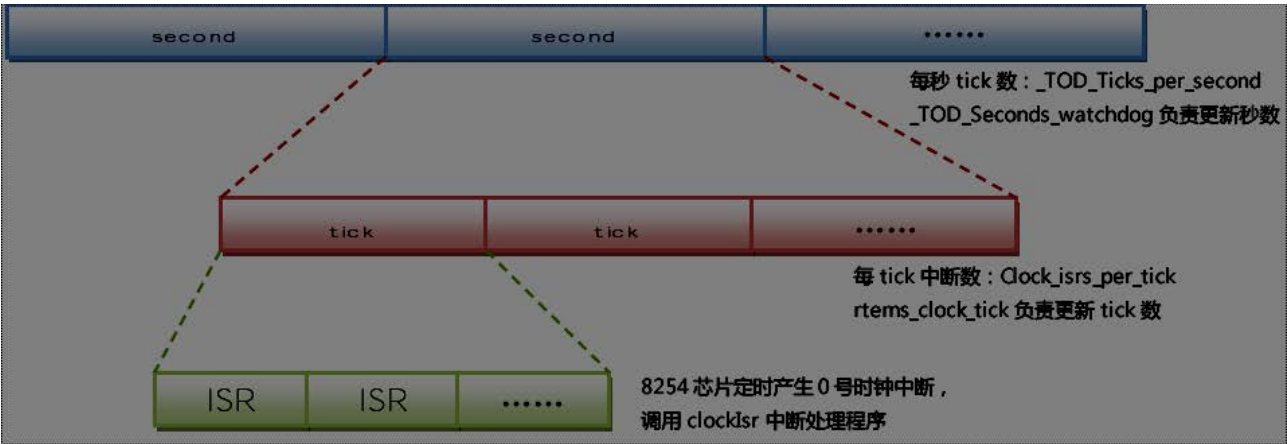 second second ......
每秒 tick 数：_TOD_Ticks_per_second
_TOD_Seconds_watchdog 负责更新秒数
tick tick ......
每 tick 中断数：Clock_isrs_per_tick
rtems_clock_tick 负责更新 tick 数
ISR ISR ......
8254 芯片定时产生 0 号时钟中断，
调用 clockIsr 中断处理程序